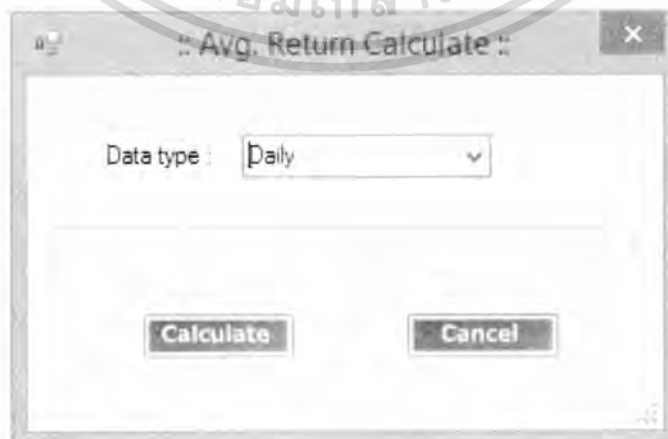 :: Avg. Return Calculate ::
Data type : Daily
Calculate
Cancel